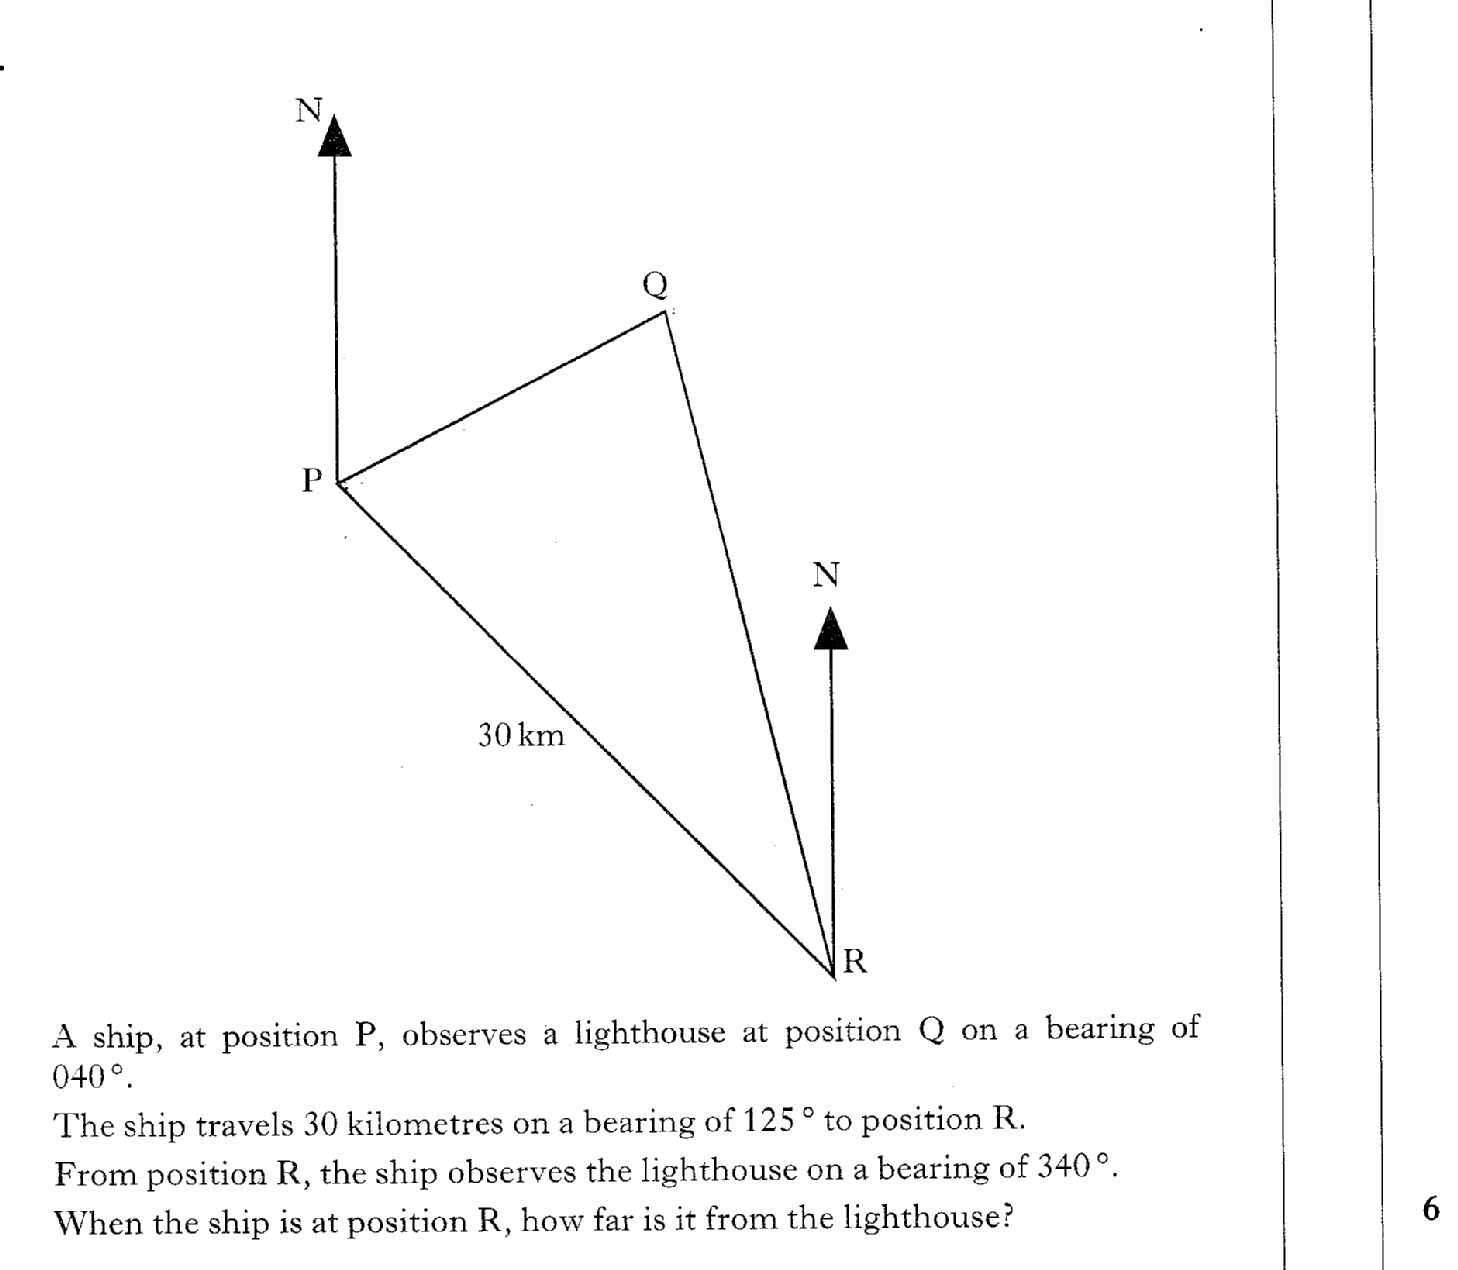 N
Q
P
N
30 km
R
A ship, at position P, observes a lighthouse at position Q on a bearing of
040°.
The ship travels 30 kilometres on a bearing of 125° to position R.
From position R, the ship observes the lighthouse on a bearing of 340°.
When the ship is at position R, how far is it from the lighthouse?
6